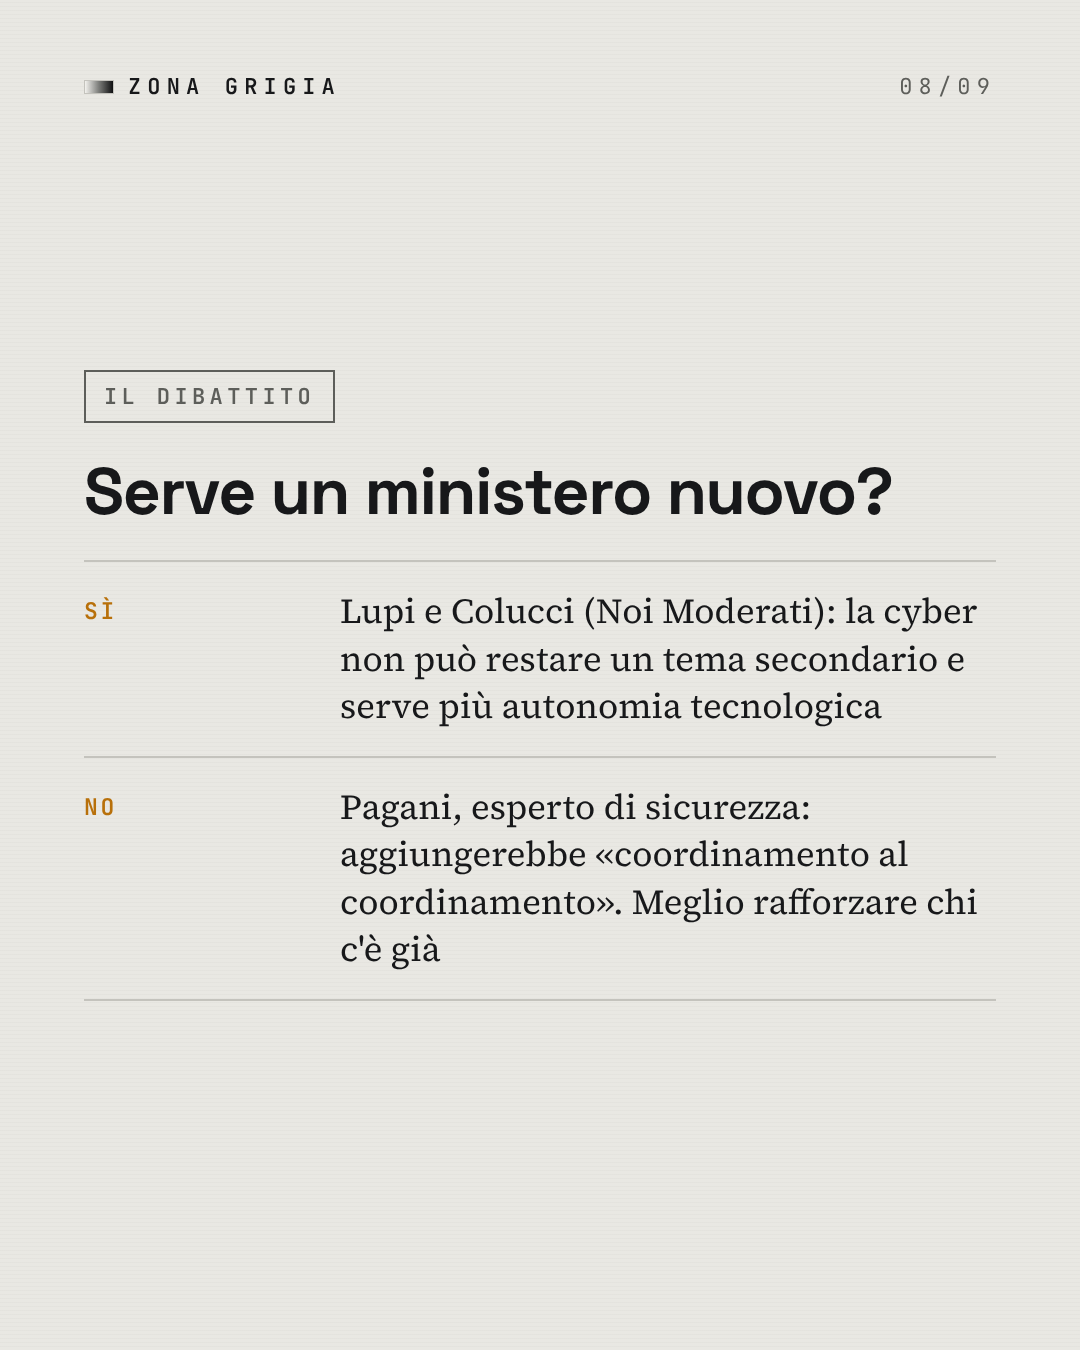 ZONA GRIGIA
08/09
IL DIBATTITO
Serve un ministero nuovo?
SÌ
Lupi e Colucci (Noi Moderati): la cyber
non può restare un tema secondario e
serve più autonomia tecnologica
NO
Pagani, esperto di sicurezza:
aggiungerebbe «coordinamento al
coordinamento». Meglio rafforzare chi
c'è già